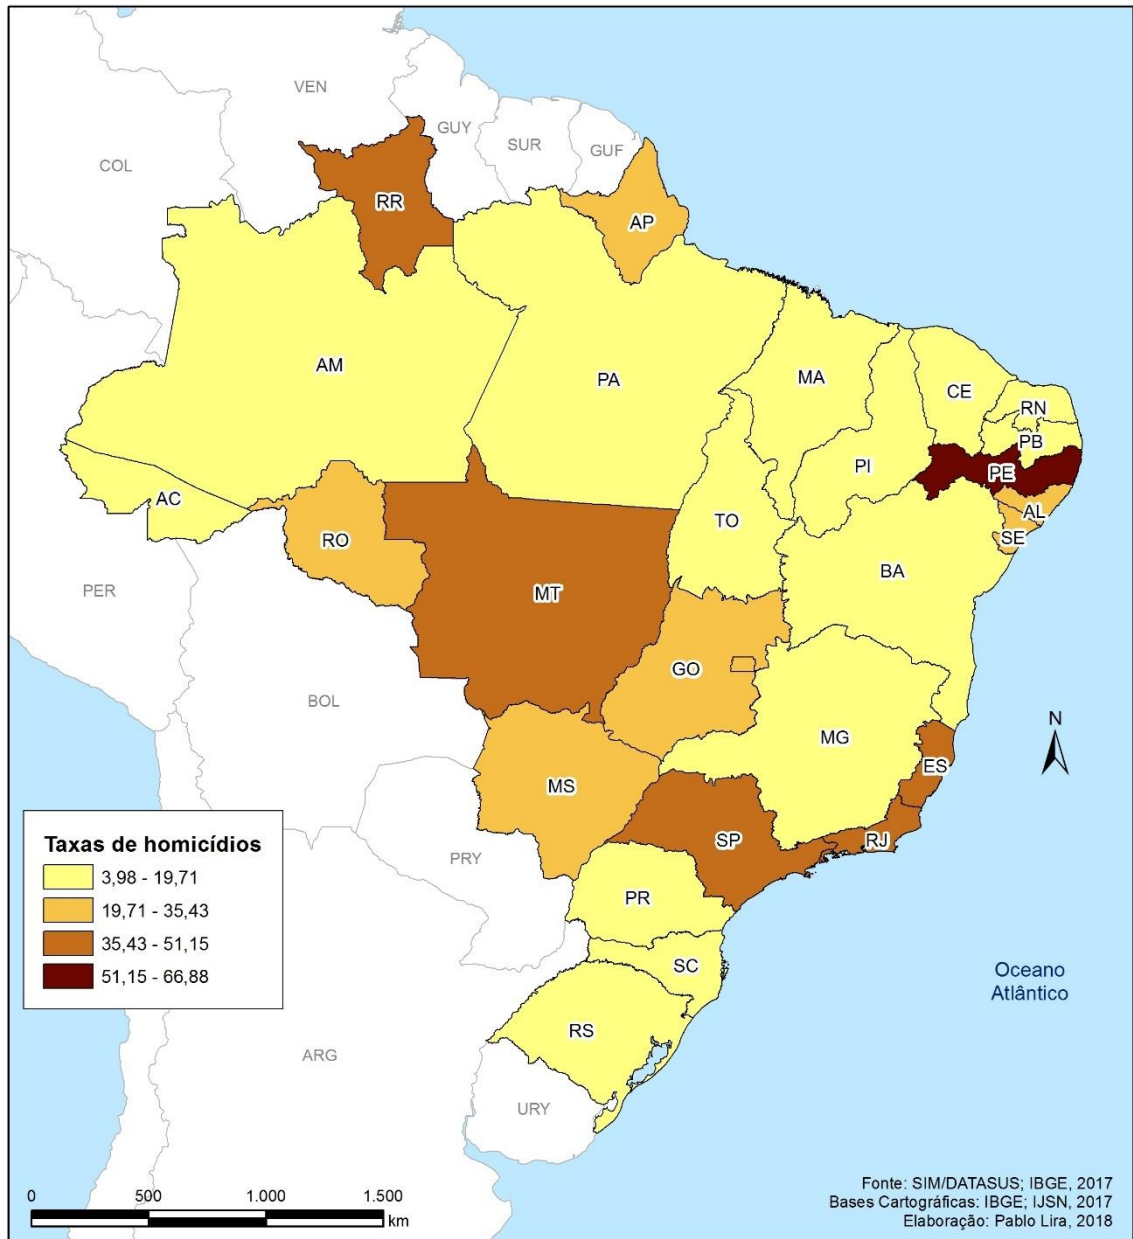 VEN
GUY
SUR
GUF
COL
RR
AP
AM
PA
MA
CE
RN
PB
PI
PE
AC
TO
AL
RO
SE
BA
PER
MT
GO
BOL
N
MG
ES
MS
Taxas de homicídios
3,98 - 19,71
19,71 - 35,43
35,43 - 51,15
51,15 - 66,88
SP
RJ
PRY
PR
SC
Oceano
Atlântico
RS
ARG
URY
0 500 1.000 1.500
km
Fonte: SIM/DATASUS; IBGE, 2017
Bases Cartográficas: IBGE; IJSN, 2017
Elaboração: Pablo Lira, 2018